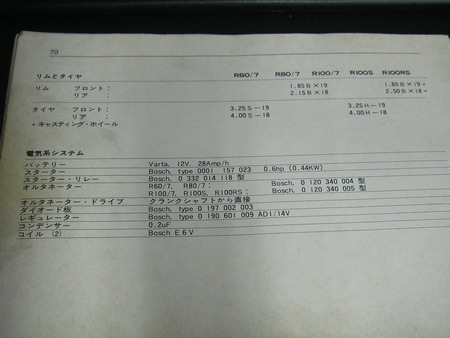 70
リムとタイヤ
R60/7 R80/7 R100/7 R100S R100RS
リム フロント: 1.85B×19 1.85B×19*
リア: 2.15B×18 2.50B×18*
タイヤ フロント: 3.25S-19 3.25H-19
リア: 4.00S-18 4.00H-18
*キャスティング・ホイール
電気系システム
バッテリー Varta, 12V, 28Amp/h
スターター Bosch, type 0001 157 023 0.6hp (0.44KW)
スターター・リレー Bosch, 0 332 014 118 型
オルタネーター R60/7, R80/7: Bosch, 0 120 340 004 型
R100/7, R100S, R100RS: Bosch, 0 120 340 005 型
オルタネーター・ドライブ クランクシャフトから直接
ダイオード板 Bosch, type 0 197 002 003
レギュレーター Bosch, type 0 190 601 009 AD1/14V
コンデンサー 0.2uF
コイル (2) Bosch E6V